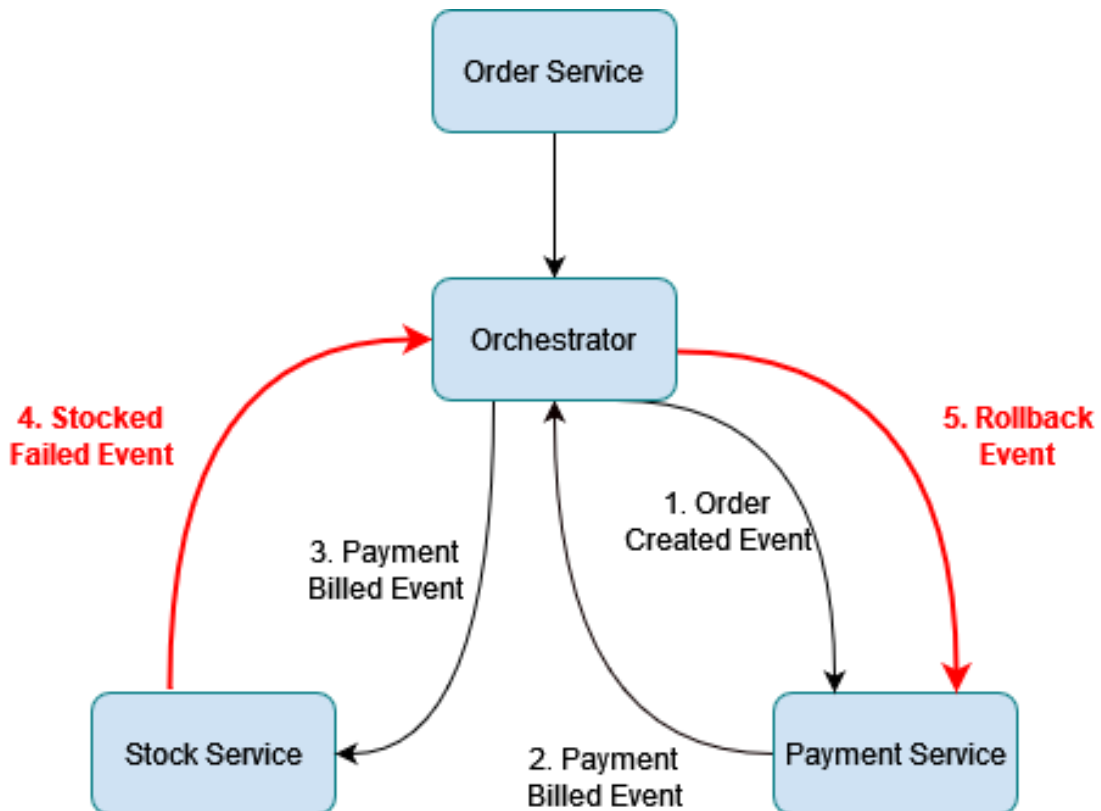 Order Service
Orchestrator
4. Stocked
Failed Event
5. Rollback
Event
1. Order
Created Event
3. Payment
Billed Event
Stock Service
2. Payment
Billed Event
Payment Service